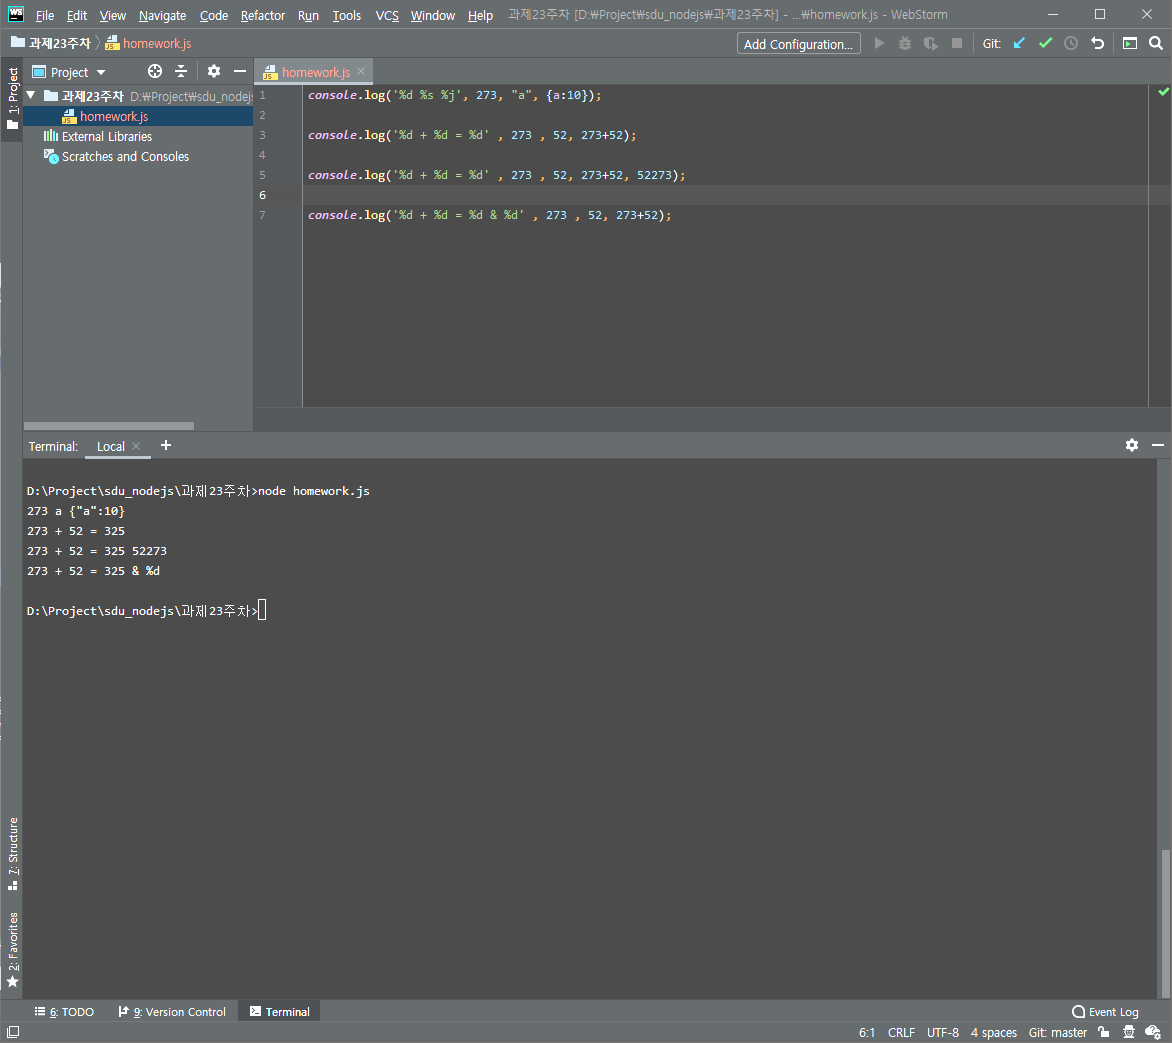 WS File Edit View Navigate Code Refactor Run Tools VCS Window Help 과제23주차 [D:₩Project₩sdu_nodejs₩과제23주차] - ...₩homework.js - WebStorm
과제23주차 homework.js Add Configuration... Git:
1: Project
Project
homework.js
과제23주차 D:₩Project₩sdu_nodejs
homework.js
External Libraries
Scratches and Consoles
1 console.log('%d %s %j', 273, "a", {a:10});
2
3 console.log('%d + %d = %d' , 273 , 52, 273+52);
4
5 console.log('%d + %d = %d' , 273 , 52, 273+52, 52273);
6
7 console.log('%d + %d = %d & %d' , 273 , 52, 273+52);
Terminal: Local +
D:\Project\sdu_nodejs\과제23주차>node homework.js
273 a {"a":10}
273 + 52 = 325
273 + 52 = 325 52273
273 + 52 = 325 & %d
D:\Project\sdu_nodejs\과제23주차>
7: Structure
2: Favorites
6: TODO 9: Version Control Terminal Event Log
6:1 CRLF UTF-8 4 spaces Git: master